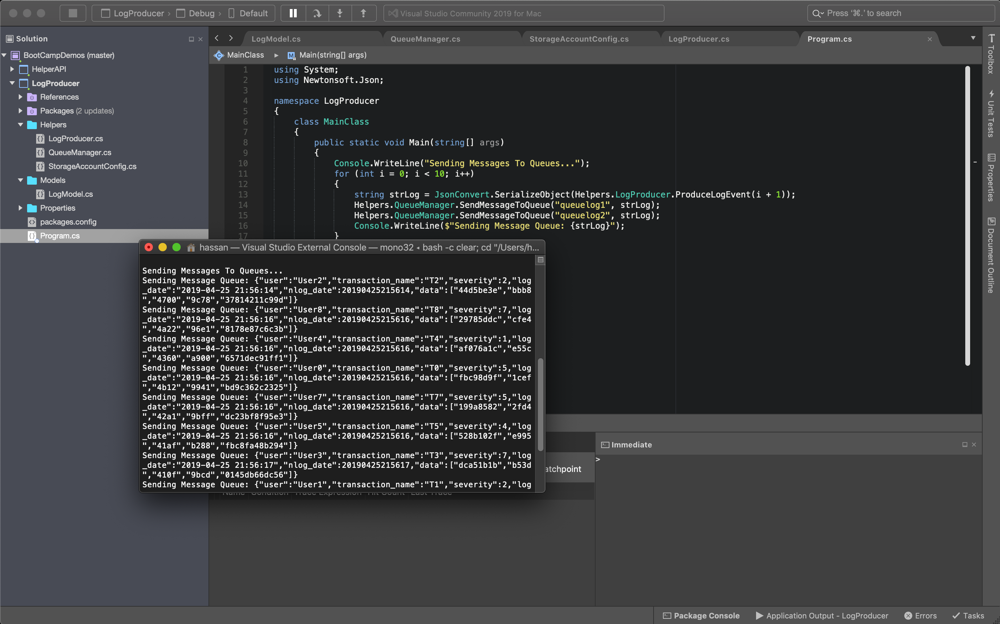 LogProducer › Debug › Default
Visual Studio Community 2019 for Mac
Press ‘⌘.’ to search
Solution
BootCampDemos (master)
HelperAPI
LogProducer
References
Packages (2 updates)
Helpers
LogProducer.cs
QueueManager.cs
StorageAccountConfig.cs
Models
LogModel.cs
Properties
packages.config
Program.cs
LogModel.cs
QueueManager.cs
StorageAccountConfig.cs
LogProducer.cs
Program.cs
MainClass ▸ M Main(string[] args)
1 using System;
2 using Newtonsoft.Json;
3
4 namespace LogProducer
5 {
6 class MainClass
7 {
8 public static void Main(string[] args)
9 {
10 Console.WriteLine("Sending Messages To Queues...");
11 for (int i = 0; i < 10; i++)
12 {
13 string strLog = JsonConvert.SerializeObject(Helpers.LogProducer.ProduceLogEvent(i + 1));
14 Helpers.QueueManager.SendMessageToQueue("queuelog1", strLog);
15 Helpers.QueueManager.SendMessageToQueue("queuelog2", strLog);
16 Console.WriteLine($"Sending Message Queue: {strLog}");
17 }
hassan — Visual Studio External Console — mono32 ◂ bash -c clear; cd "/Users/h...
Sending Messages To Queues...
Sending Message Queue: {"user":"User2","transaction_name":"T2","severity":2,"log
_date":"2019-04-25 21:56:14","nlog_date":20190425215614,"data":["44d5be3e","bbb8
","4700","9c78","37814211c99d"]}
Sending Message Queue: {"user":"User8","transaction_name":"T8","severity":7,"log
_date":"2019-04-25 21:56:16","nlog_date":20190425215616,"data":["29785ddc","cfe4
","4a22","96e1","8178e87c6c3b"]}
Sending Message Queue: {"user":"User4","transaction_name":"T4","severity":1,"log
_date":"2019-04-25 21:56:16","nlog_date":20190425215616,"data":["af076a1c","e55c
","4360","a900","6571dec91ff1"]}
Sending Message Queue: {"user":"User0","transaction_name":"T0","severity":5,"log
_date":"2019-04-25 21:56:16","nlog_date":20190425215616,"data":["fbc98d9f","1cef
","4b12","9941","bd9c362c2325"]}
Sending Message Queue: {"user":"User7","transaction_name":"T7","severity":5,"log
_date":"2019-04-25 21:56:16","nlog_date":20190425215616,"data":["199a8582","2fd4
","42a1","9bff","dc23bf8f95e3"]}
Sending Message Queue: {"user":"User5","transaction_name":"T5","severity":4,"log
_date":"2019-04-25 21:56:16","nlog_date":20190425215616,"data":["528b102f","e995
","41af","b288","fbc8fa48b294"]}
Sending Message Queue: {"user":"User3","transaction_name":"T3","severity":7,"log
_date":"2019-04-25 21:56:17","nlog_date":20190425215617,"data":["dca51b1b","b53d
","410f","9bcd","0145db66dc56"]}
Sending Message Queue: {"user":"User1","transaction_name":"T1","severity":2,"log
atchpoint
Name Condition Trace Expression Hit Count Last Trace
Immediate
>
Toolbox
Unit Tests
Properties
Document Outline
Package Console
Application Output - LogProducer
Errors
Tasks